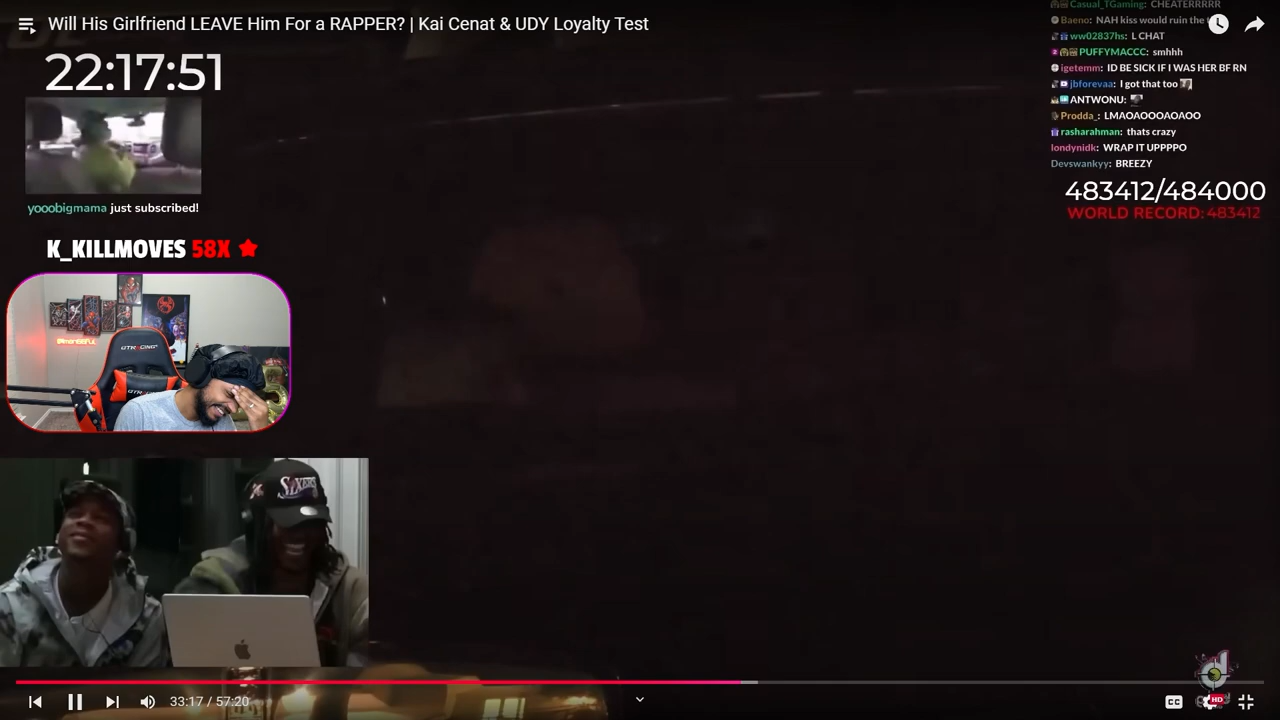 Will His Girlfriend LEAVE Him For a RAPPER? | Kai Cenat & UDY Loyalty Test
22:17:51
yooobigmama just subscribed!
K_KILLMOVES 58X
GTRACING
SIXERS
33:17 / 57:20
Casual_TGaming: CHEATERRRRR
Baeno: NAH kiss would ruin the
ww02837hs: L CHAT
PUFFYMACCC: smhhh
igetemm: ID BE SICK IF I WAS HER BF RN
jbforevaa: I got that too
ANTWONU:
Prodda_: LMAOAOOOAOAOO
rasharahman: thats crazy
londynidk: WRAP IT UPPPPO
Devswankyy: BREEZY
483412/484000
WORLD RECORD: 483412
CC
HD